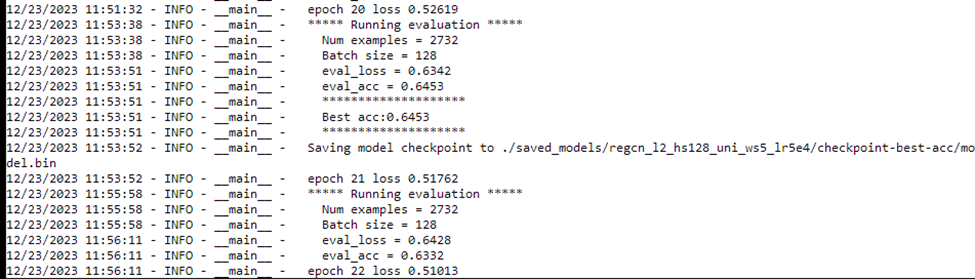 12/23/2023 11:51:32 - INFO - __main__ -   epoch 20 loss 0.52619
12/23/2023 11:53:38 - INFO - __main__ -   ***** Running evaluation *****
12/23/2023 11:53:38 - INFO - __main__ -     Num examples = 2732
12/23/2023 11:53:38 - INFO - __main__ -     Batch size = 128
12/23/2023 11:53:51 - INFO - __main__ -     eval_loss = 0.6342
12/23/2023 11:53:51 - INFO - __main__ -     eval_acc = 0.6453
12/23/2023 11:53:51 - INFO - __main__ -     ********************
12/23/2023 11:53:51 - INFO - __main__ -     Best acc:0.6453
12/23/2023 11:53:51 - INFO - __main__ -     ********************
12/23/2023 11:53:52 - INFO - __main__ -   Saving model checkpoint to ./saved_models/regcn_l2_hs128_uni_ws5_lr5e4/checkpoint-best-acc/mo
del.bin
12/23/2023 11:53:52 - INFO - __main__ -   epoch 21 loss 0.51762
12/23/2023 11:55:58 - INFO - __main__ -   ***** Running evaluation *****
12/23/2023 11:55:58 - INFO - __main__ -     Num examples = 2732
12/23/2023 11:55:58 - INFO - __main__ -     Batch size = 128
12/23/2023 11:56:11 - INFO - __main__ -     eval_loss = 0.6428
12/23/2023 11:56:11 - INFO - __main__ -     eval_acc = 0.6332
12/23/2023 11:56:11 - INFO - __main__ -   epoch 22 loss 0.51013